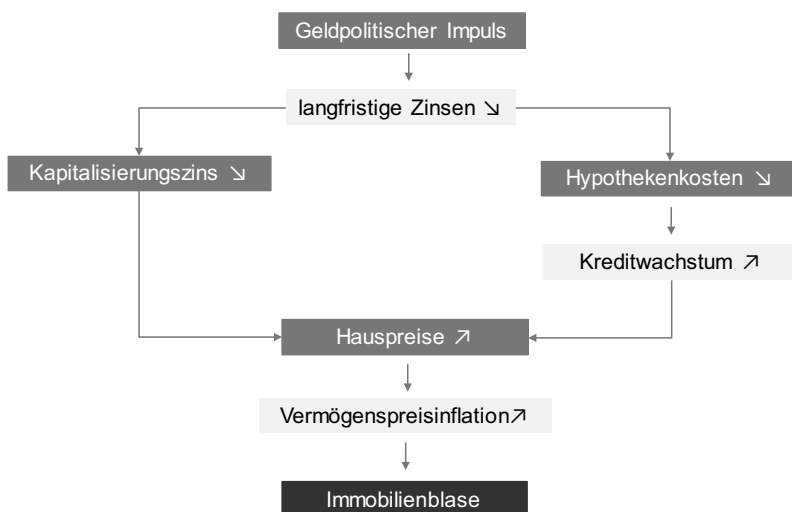 Geldpolitischer Impuls
langfristige Zinsen ↘
Kapitalisierungszins ↘
Hypothekenkosten ↘
Kreditwachstum ↗
Hauspreise ↗
Vermögenspreisinflation↗
Immobilienblase